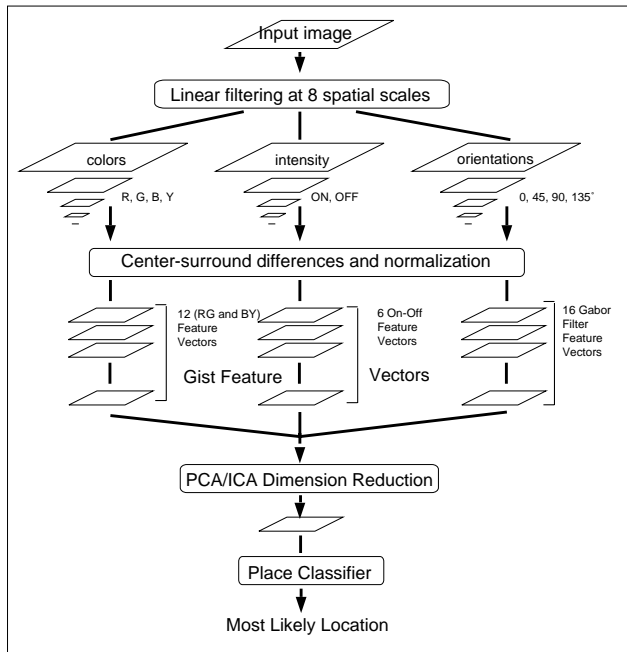 Input image
Linear filtering at 8 spatial scales
colors
intensity
orientations
R, G, B, Y
ON, OFF
0, 45, 90, 135°
Center-surround differences and normalization
12 (RG and BY)
Feature
Vectors
6 On-Off
Feature
Vectors
16 Gabor
Filter
Feature
Vectors
Gist Feature Vectors
PCA/ICA Dimension Reduction
Place Classifier
Most Likely Location